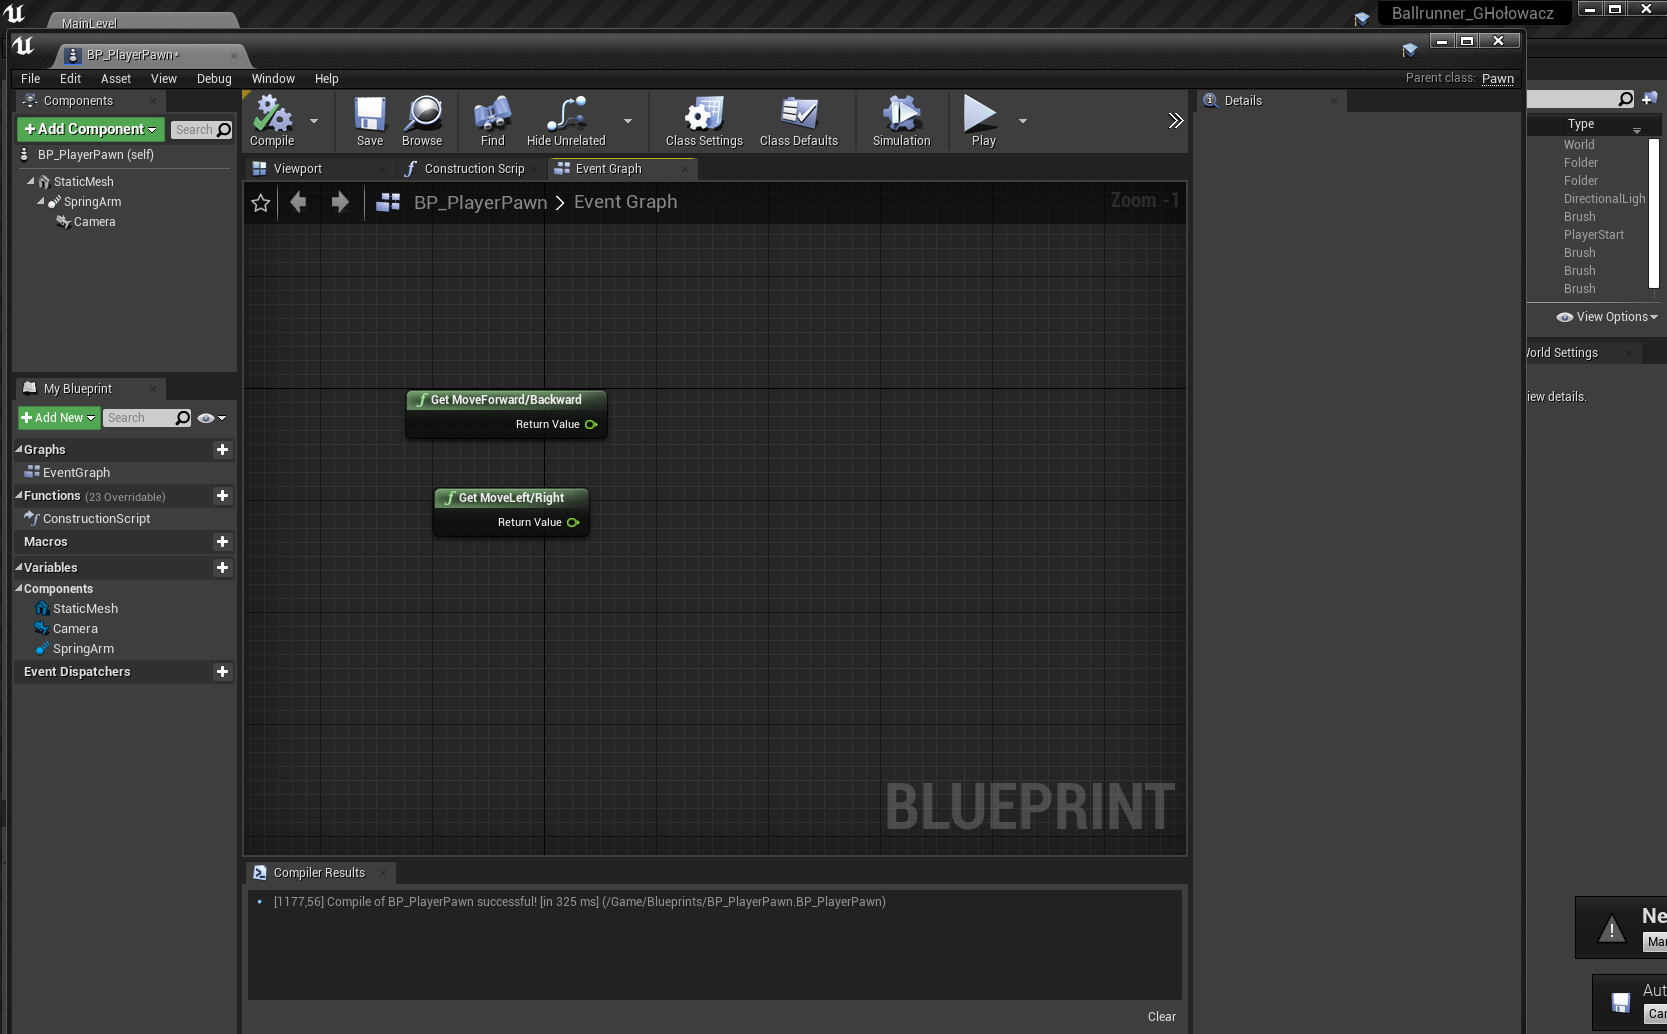 MainLevel
Ballrunner_GHołowacz
BP_PlayerPawn*
File Edit Asset View Debug Window Help
Parent class: Pawn
Components
+Add Component
Search
BP_PlayerPawn (self)
StaticMesh
SpringArm
Camera
Compile
Save
Browse
Find
Hide Unrelated
Class Settings
Class Defaults
Simulation
Play
Viewport
Construction Scrip
Event Graph
BP_PlayerPawn > Event Graph
Zoom -1
Get MoveForward/Backward
Return Value
Get MoveLeft/Right
Return Value
BLUEPRINT
My Blueprint
+Add New
Search
Graphs
EventGraph
Functions (23 Overridable)
ConstructionScript
Macros
Variables
Components
StaticMesh
Camera
SpringArm
Event Dispatchers
Compiler Results
[1177,56] Compile of BP_PlayerPawn successful! [in 325 ms] (/Game/Blueprints/BP_PlayerPawn.BP_PlayerPawn)
Clear
Details
Type
World
Folder
Folder
DirectionalLigh
Brush
PlayerStart
Brush
Brush
Brush
View Options
World Settings
iew details.
Ne
Mar
Aut
Can